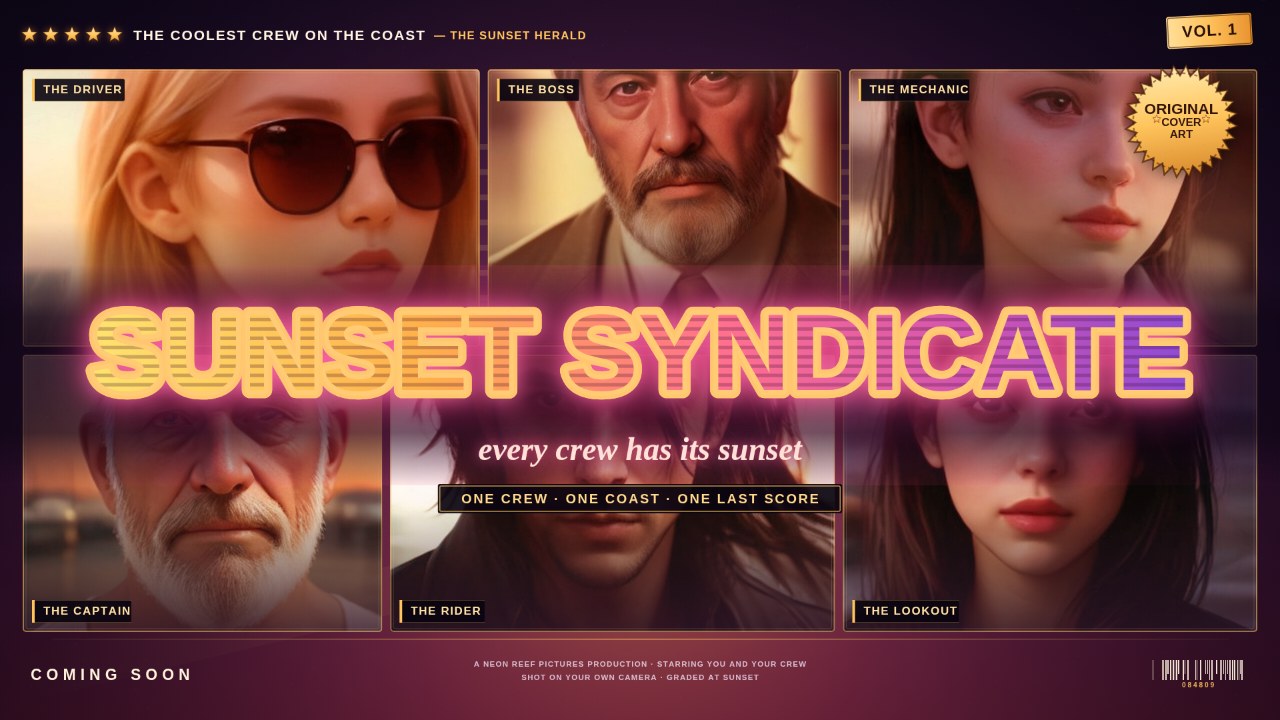 ★★★★★ THE COOLEST CREW ON THE COAST — THE SUNSET HERALD
VOL. 1
THE DRIVER
THE BOSS
THE MECHANIC
ORIGINAL
☆COVER☆
ART
SUNSET SYNDICATE
every crew has its sunset
ONE CREW · ONE COAST · ONE LAST SCORE
THE CAPTAIN
THE RIDER
THE LOOKOUT
COMING SOON
A NEON REEF PICTURES PRODUCTION · STARRING YOU AND YOUR CREW
SHOT ON YOUR OWN CAMERA · GRADED AT SUNSET
084809